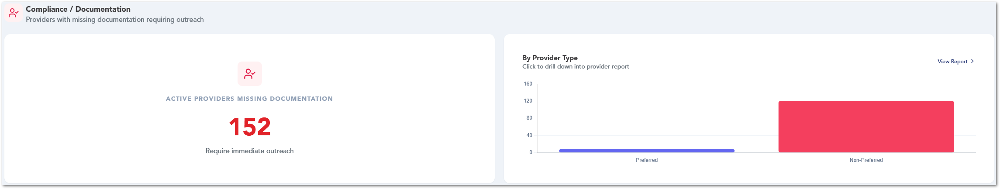 Compliance / Documentation
Providers with missing documentation requiring outreach
ACTIVE PROVIDERS MISSING DOCUMENTATION
152
Require immediate outreach
By Provider Type
Click to drill down into provider report
View Report
160
120
80
40
0
Preferred
Non-Preferred